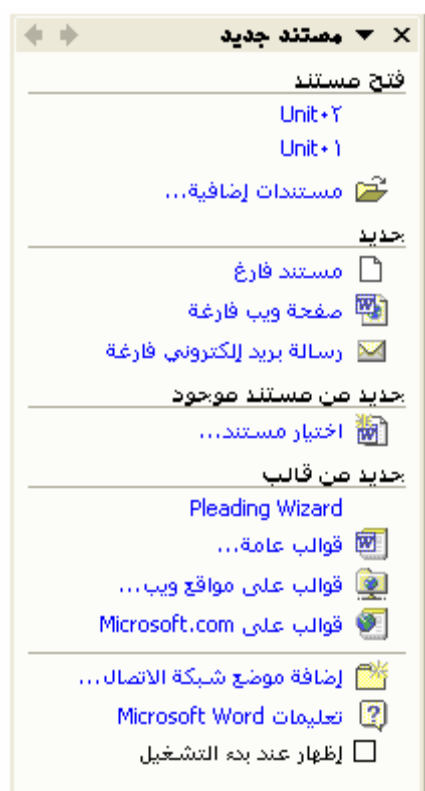 مستند جديد
فتح مستند
Unit٠٢
Unit٠١
مستندات إضافية...
جديد
مستند فارغ
صفحة ويب فارغة
رسالة بريد إلكتروني فارغة
جديد من مستند موجود
اختيار مستند...
جديد من قالب
Pleading Wizard
قوالب عامة...
قوالب على مواقع ويب...
قوالب على Microsoft.com
إضافة موضع شبكة الاتصال...
تعليمات Microsoft Word
إظهار عند بدء التشغيل